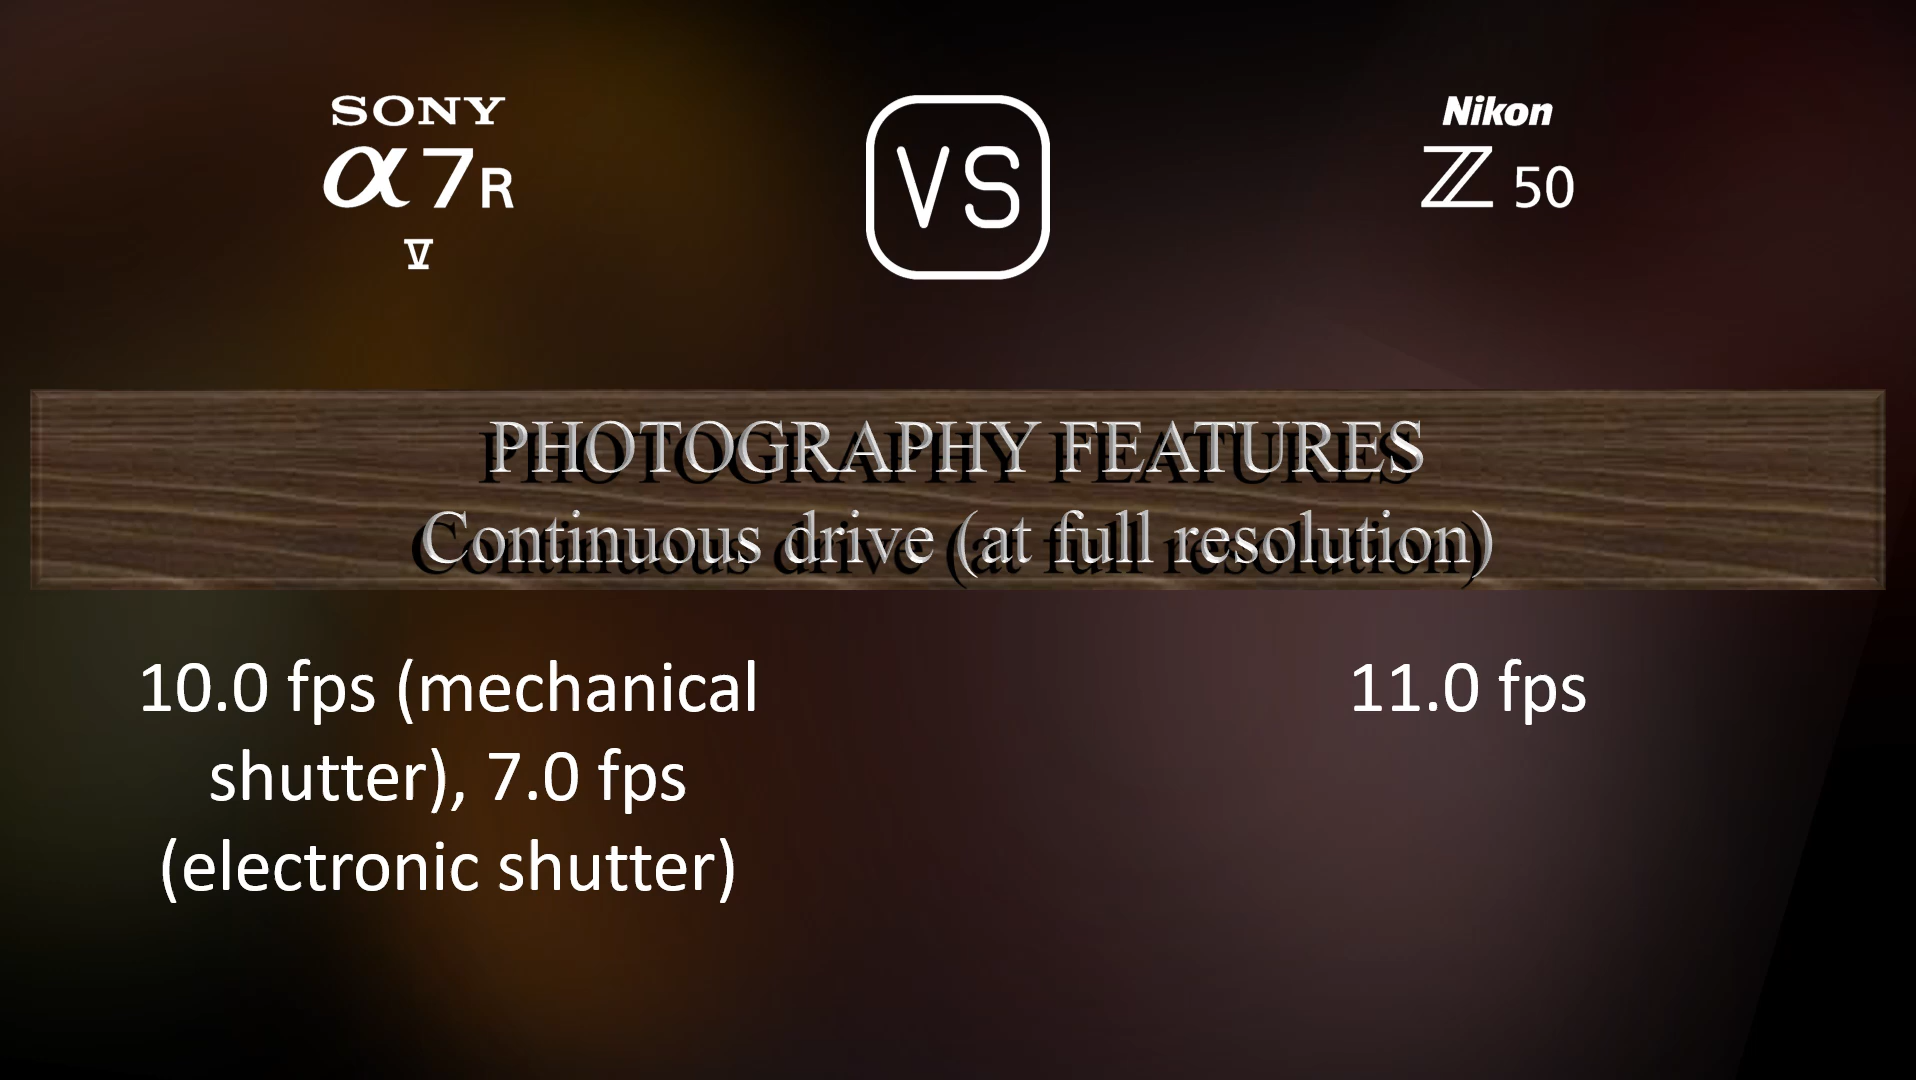 SONY
α7R
V
VS
Nikon
Z 50
PHOTOGRAPHY FEATURES
Continuous drive (at full resolution)
10.0 fps (mechanical
shutter), 7.0 fps
(electronic shutter)
11.0 fps